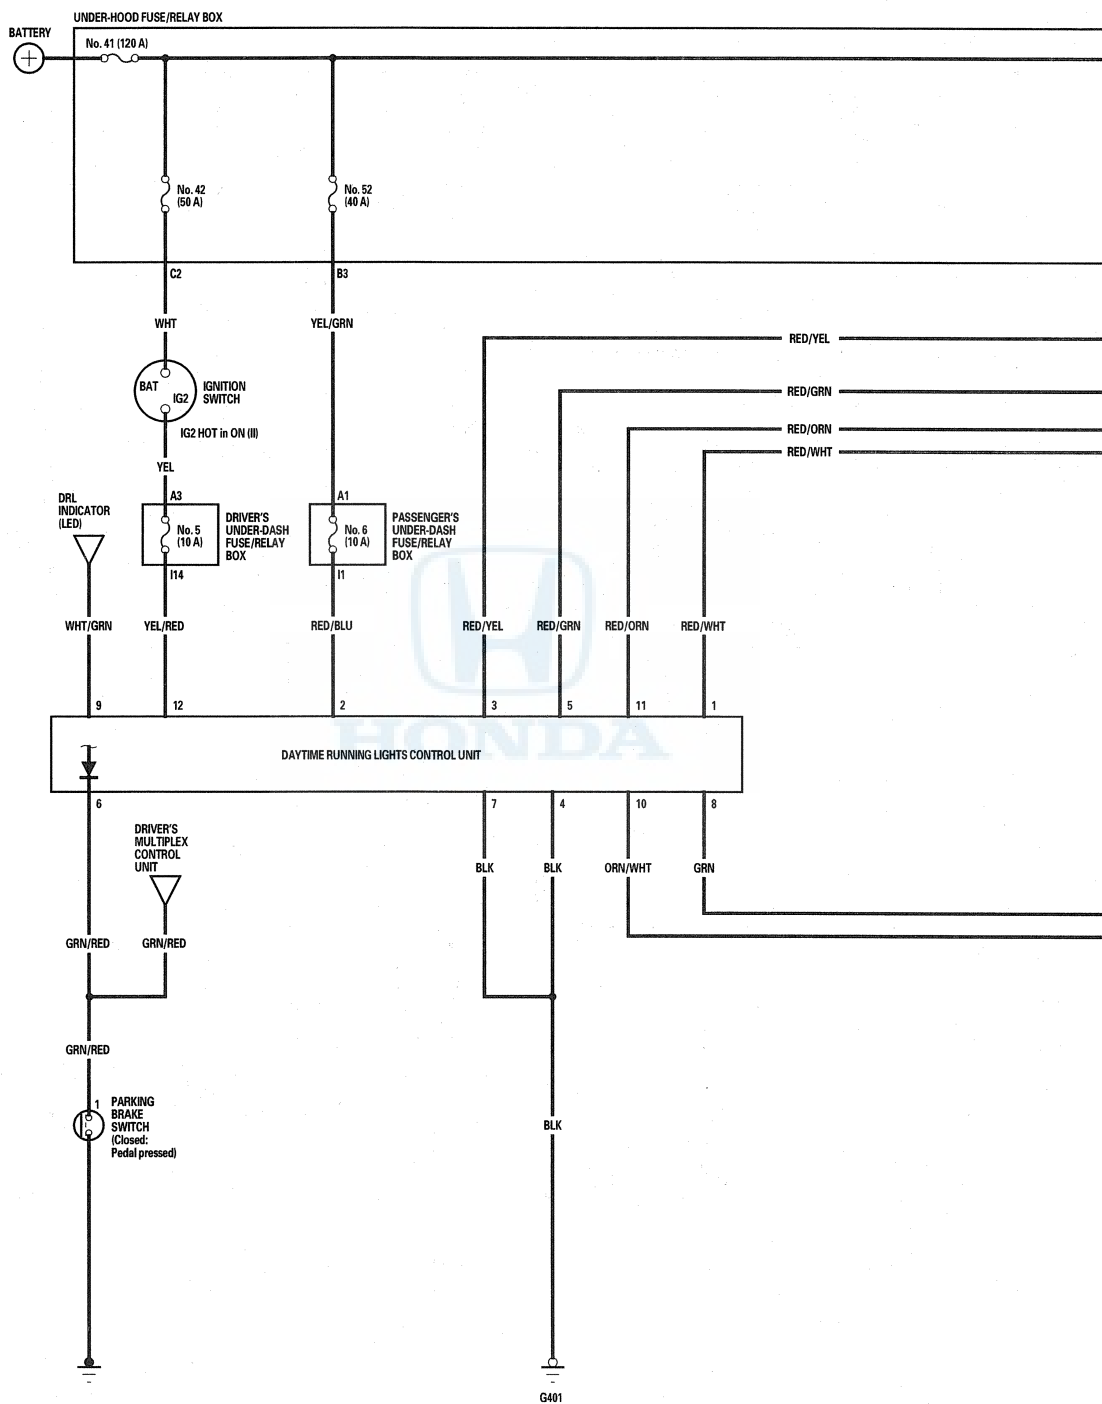 UNDER-HOOD FUSE/RELAY BOX
BATTERY
No. 41 (120 A)
No. 42
(50 A)
No. 52
(40 A)
C2
B3
WHT
YEL/GRN
RED/YEL
BAT
IG2
IGNITION
SWITCH
RED/GRN
IG2 HOT in ON (II)
RED/ORN
RED/WHT
YEL
DRL
INDICATOR
(LED)
A3
No. 5
(10 A)
DRIVER'S
UNDER-DASH
FUSE/RELAY
BOX
I14
A1
No. 6
(10 A)
PASSENGER'S
UNDER-DASH
FUSE/RELAY
BOX
I1
WHT/GRN
YEL/RED
RED/BLU
RED/YEL
RED/GRN
RED/ORN
RED/WHT
9
12
2
3
5
11
1
HONDA
DAYTIME RUNNING LIGHTS CONTROL UNIT
6
7
4
10
8
DRIVER'S
MULTIPLEX
CONTROL
UNIT
BLK
BLK
ORN/WHT
GRN
GRN/RED
GRN/RED
GRN/RED
1
PARKING
BRAKE
SWITCH
(Closed:
Pedal pressed)
BLK
G401